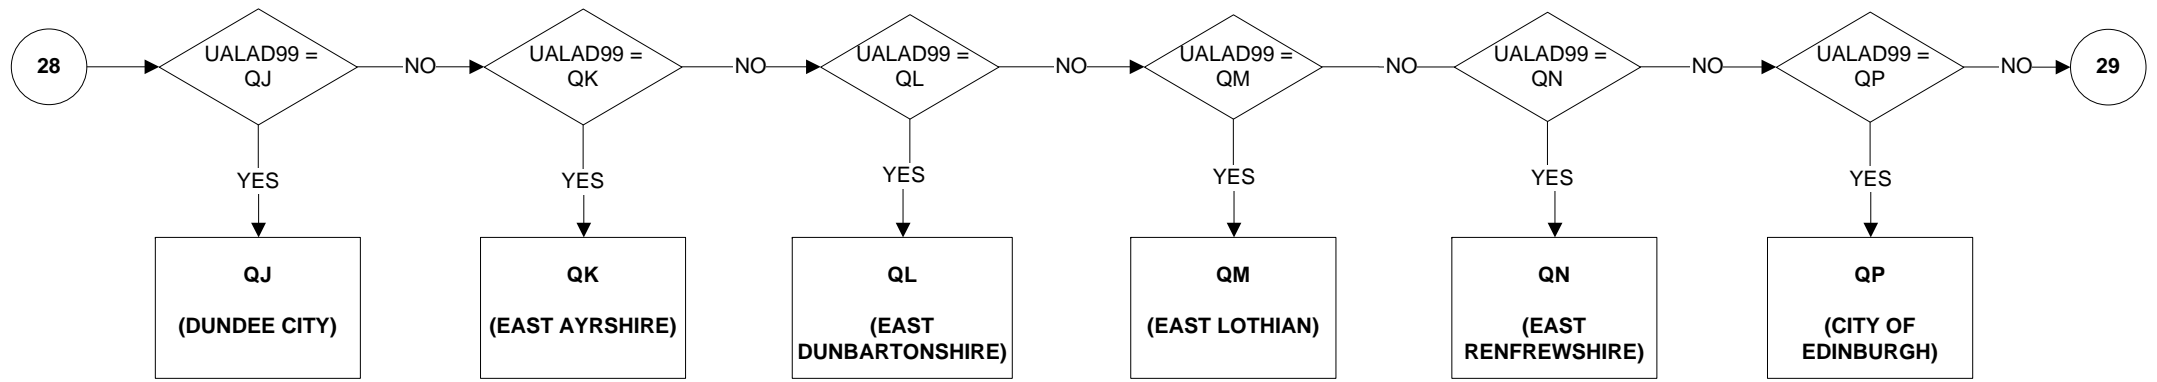 28
UALAD99 =
QJ
NO
UALAD99 =
QK
NO
UALAD99 =
QL
NO
UALAD99 =
QM
NO
UALAD99 =
QN
NO
UALAD99 =
QP
NO
29
YES
YES
YES
YES
YES
YES
QJ
(DUNDEE CITY)
QK
(EAST AYRSHIRE)
QL
(EAST
DUNBARTONSHIRE)
QM
(EAST LOTHIAN)
QN
(EAST
RENFREWSHIRE)
QP
(CITY OF
EDINBURGH)